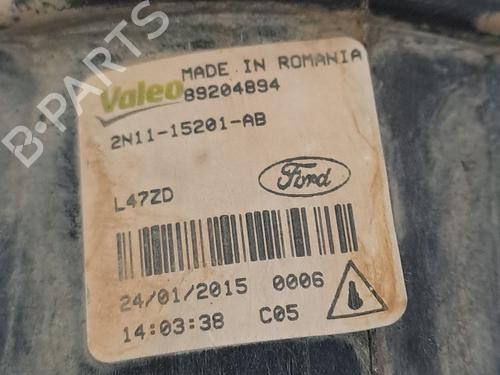 B-PARTS
Valeo MADE IN ROMANIA
89204894
2N11-15201-AB
L47ZD
Ford
24/01/2015 0006
14:03:38 C05